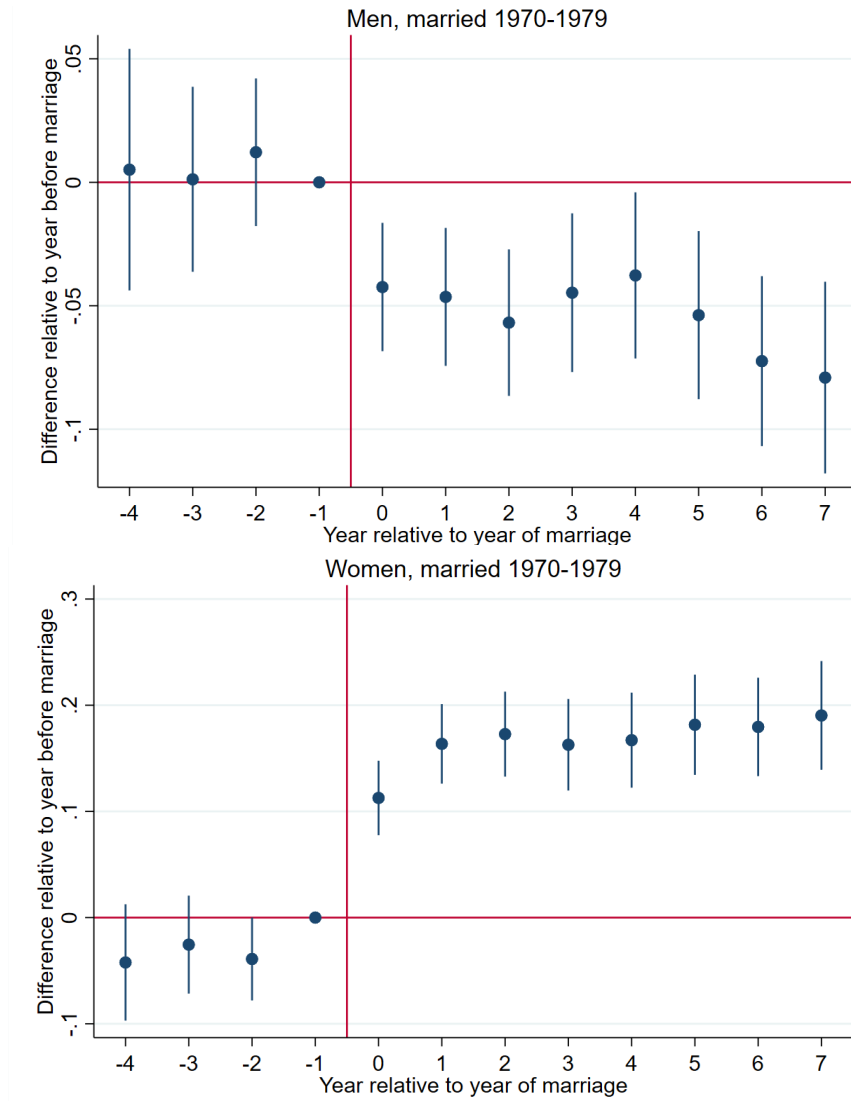 Men, married 1970-1979
Difference relative to year before marriage
.05
0
-.05
-.1
-4 -3 -2 -1 0 1 2 3 4 5 6 7
Year relative to year of marriage
Women, married 1970-1979
Difference relative to year before marriage
.3
.2
.1
0
-.1
-4 -3 -2 -1 0 1 2 3 4 5 6 7
Year relative to year of marriage